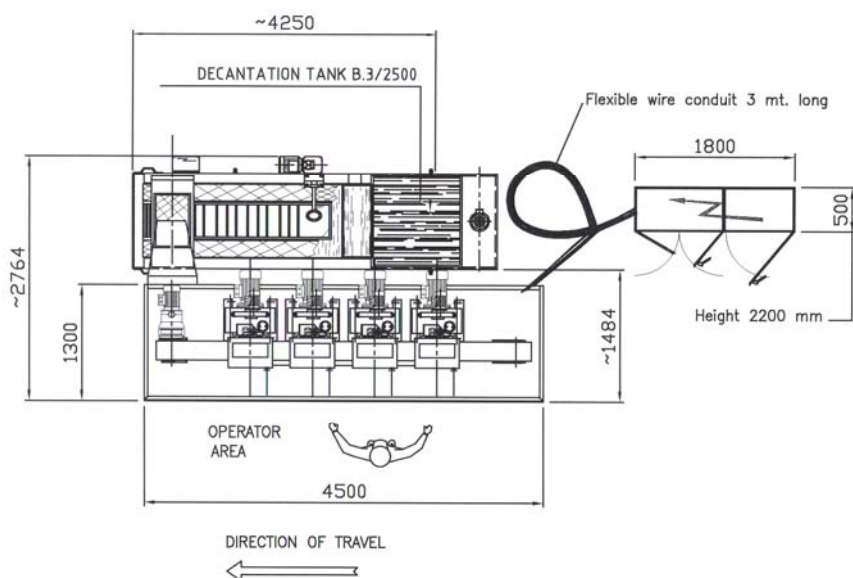 ~4250
DECANTATION TANK B.3/2500
Flexible wire conduit 3 mt. long
1800
500
~2764
1300
~1484
Height 2200 mm
OPERATOR
AREA
4500
DIRECTION OF TRAVEL